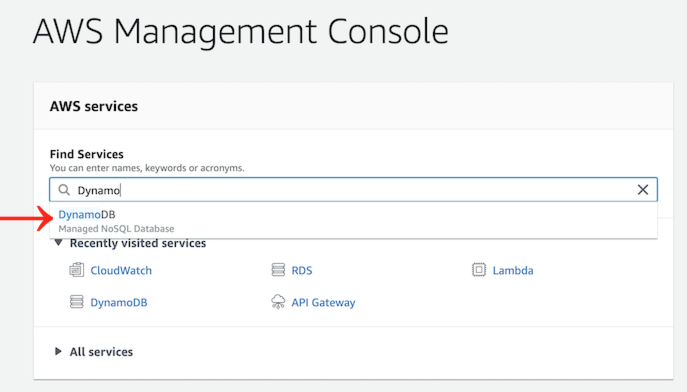 AWS Management Console
AWS services
Find Services
You can enter names, keywords or acronyms.
Dynamo
DynamoDB
Managed NoSQL Database
Recently visited services
CloudWatch
RDS
Lambda
DynamoDB
API Gateway
All services